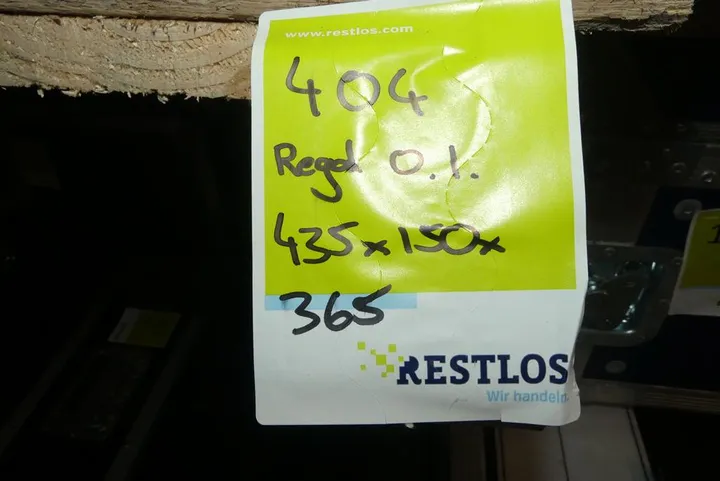 www.restlos.com
404
Regal O.I.
435x150x
365
RESTLOS
Wir handeln